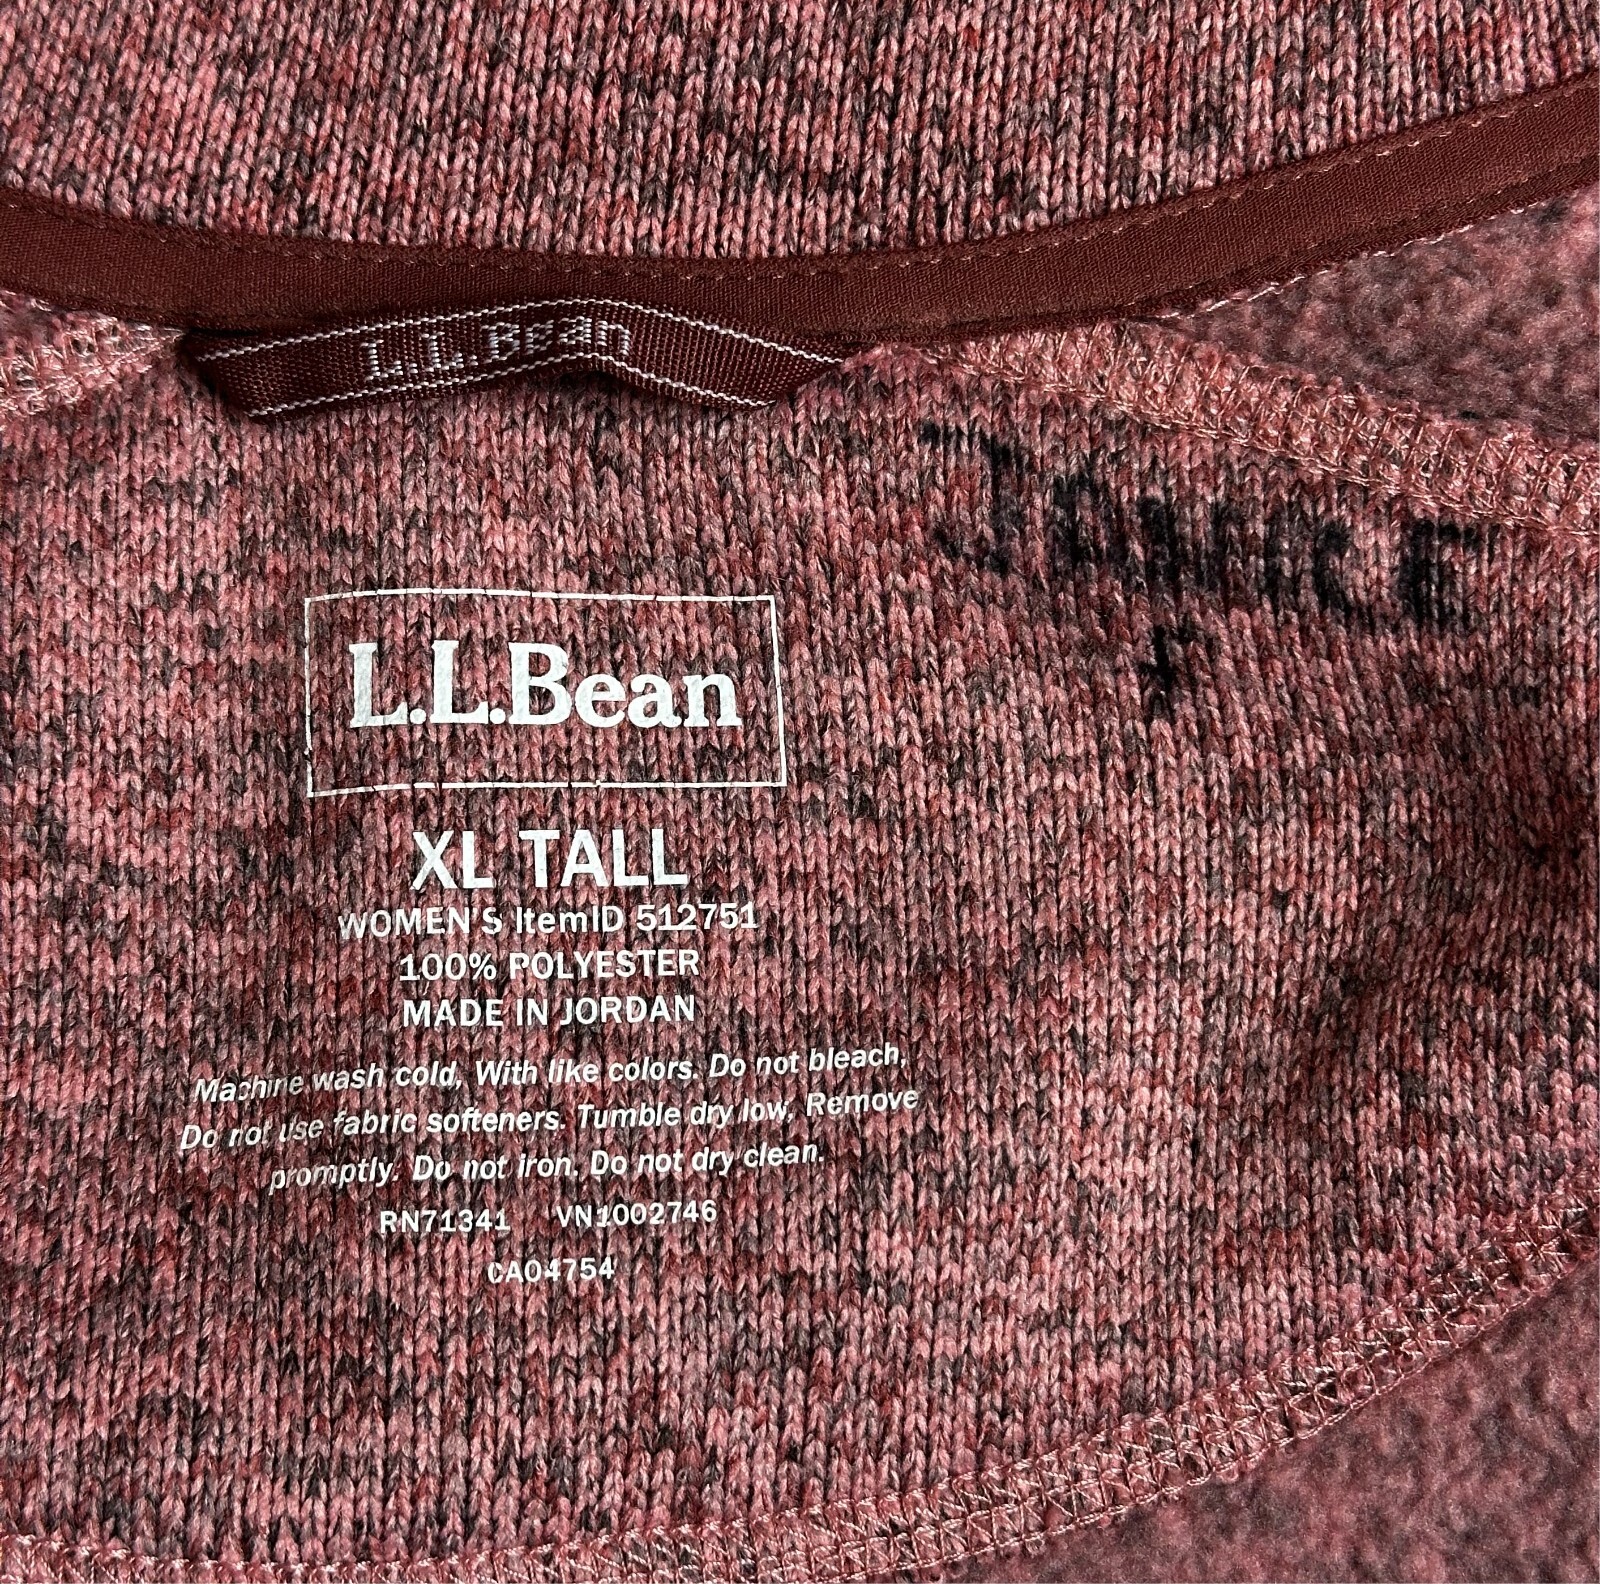 L.L.Bean
L.L.Bean
XL TALL
WOMEN'S ItemID 512751
100% POLYESTER
MADE IN JORDAN
Machine wash cold, With like colors. Do not bleach,
Do not use fabric softeners. Tumble dry low, Remove
promptly. Do not iron. Do not dry clean.
RN71341 VN1002746
CA04754